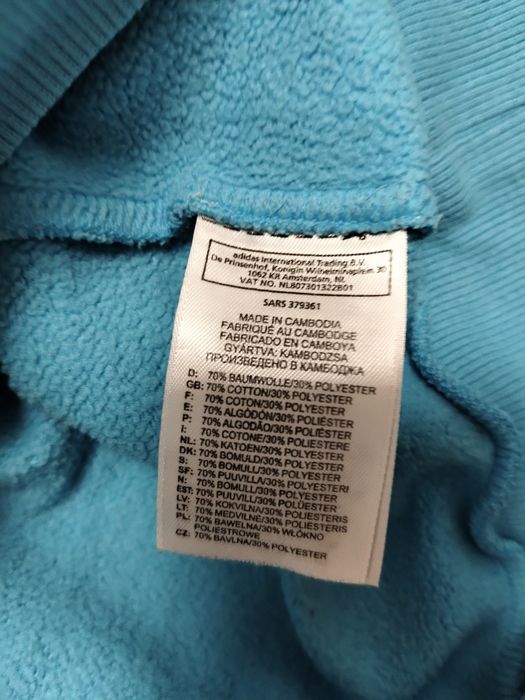 adidas International Trading B.V.
De Prinsenhof, Koningin Wilhelminaplein 30
1062 KR Amsterdam, NL
VAT NO. NL807301322B01
SARS 379361
MADE IN CAMBODIA
FABRIQUÉ AU CAMBODGE
FABRICADO EN CAMBOYA
GYÁRTVA: KAMBODZSA
ПРОИЗВЕДЕНО В КАМБОДЖА
D: 70% BAUMWOLLE/30% POLYESTER
GB: 70% COTTON/30% POLYESTER
F: 70% COTON/30% POLYESTER
E: 70% ALGODÓN/30% POLIÉSTER
P: 70% ALGODÃO/30% POLIÉSTER
I: 70% COTONE/30% POLIESTERE
NL: 70% KATOEN/30% POLYESTER
DK: 70% BOMULD/30% POLYESTER
S: 70% BOMULL/30% POLYESTER
SF: 70% PUUVILLA/30% POLYESTERI
N: 70% BOMULL/30% POLYESTER
EST: 70% PUUVILL/30% POLÜESTER
LV: 70% KOKVILNA/30% POLIESTERIS
LT: 70% MEDVILNĖ/30% POLIESTERIS
PL: 70% BAWEŁNA/30% WŁÓKNO
POLIESTROWE
CZ: 70% BAVLNA/30% POLYESTER